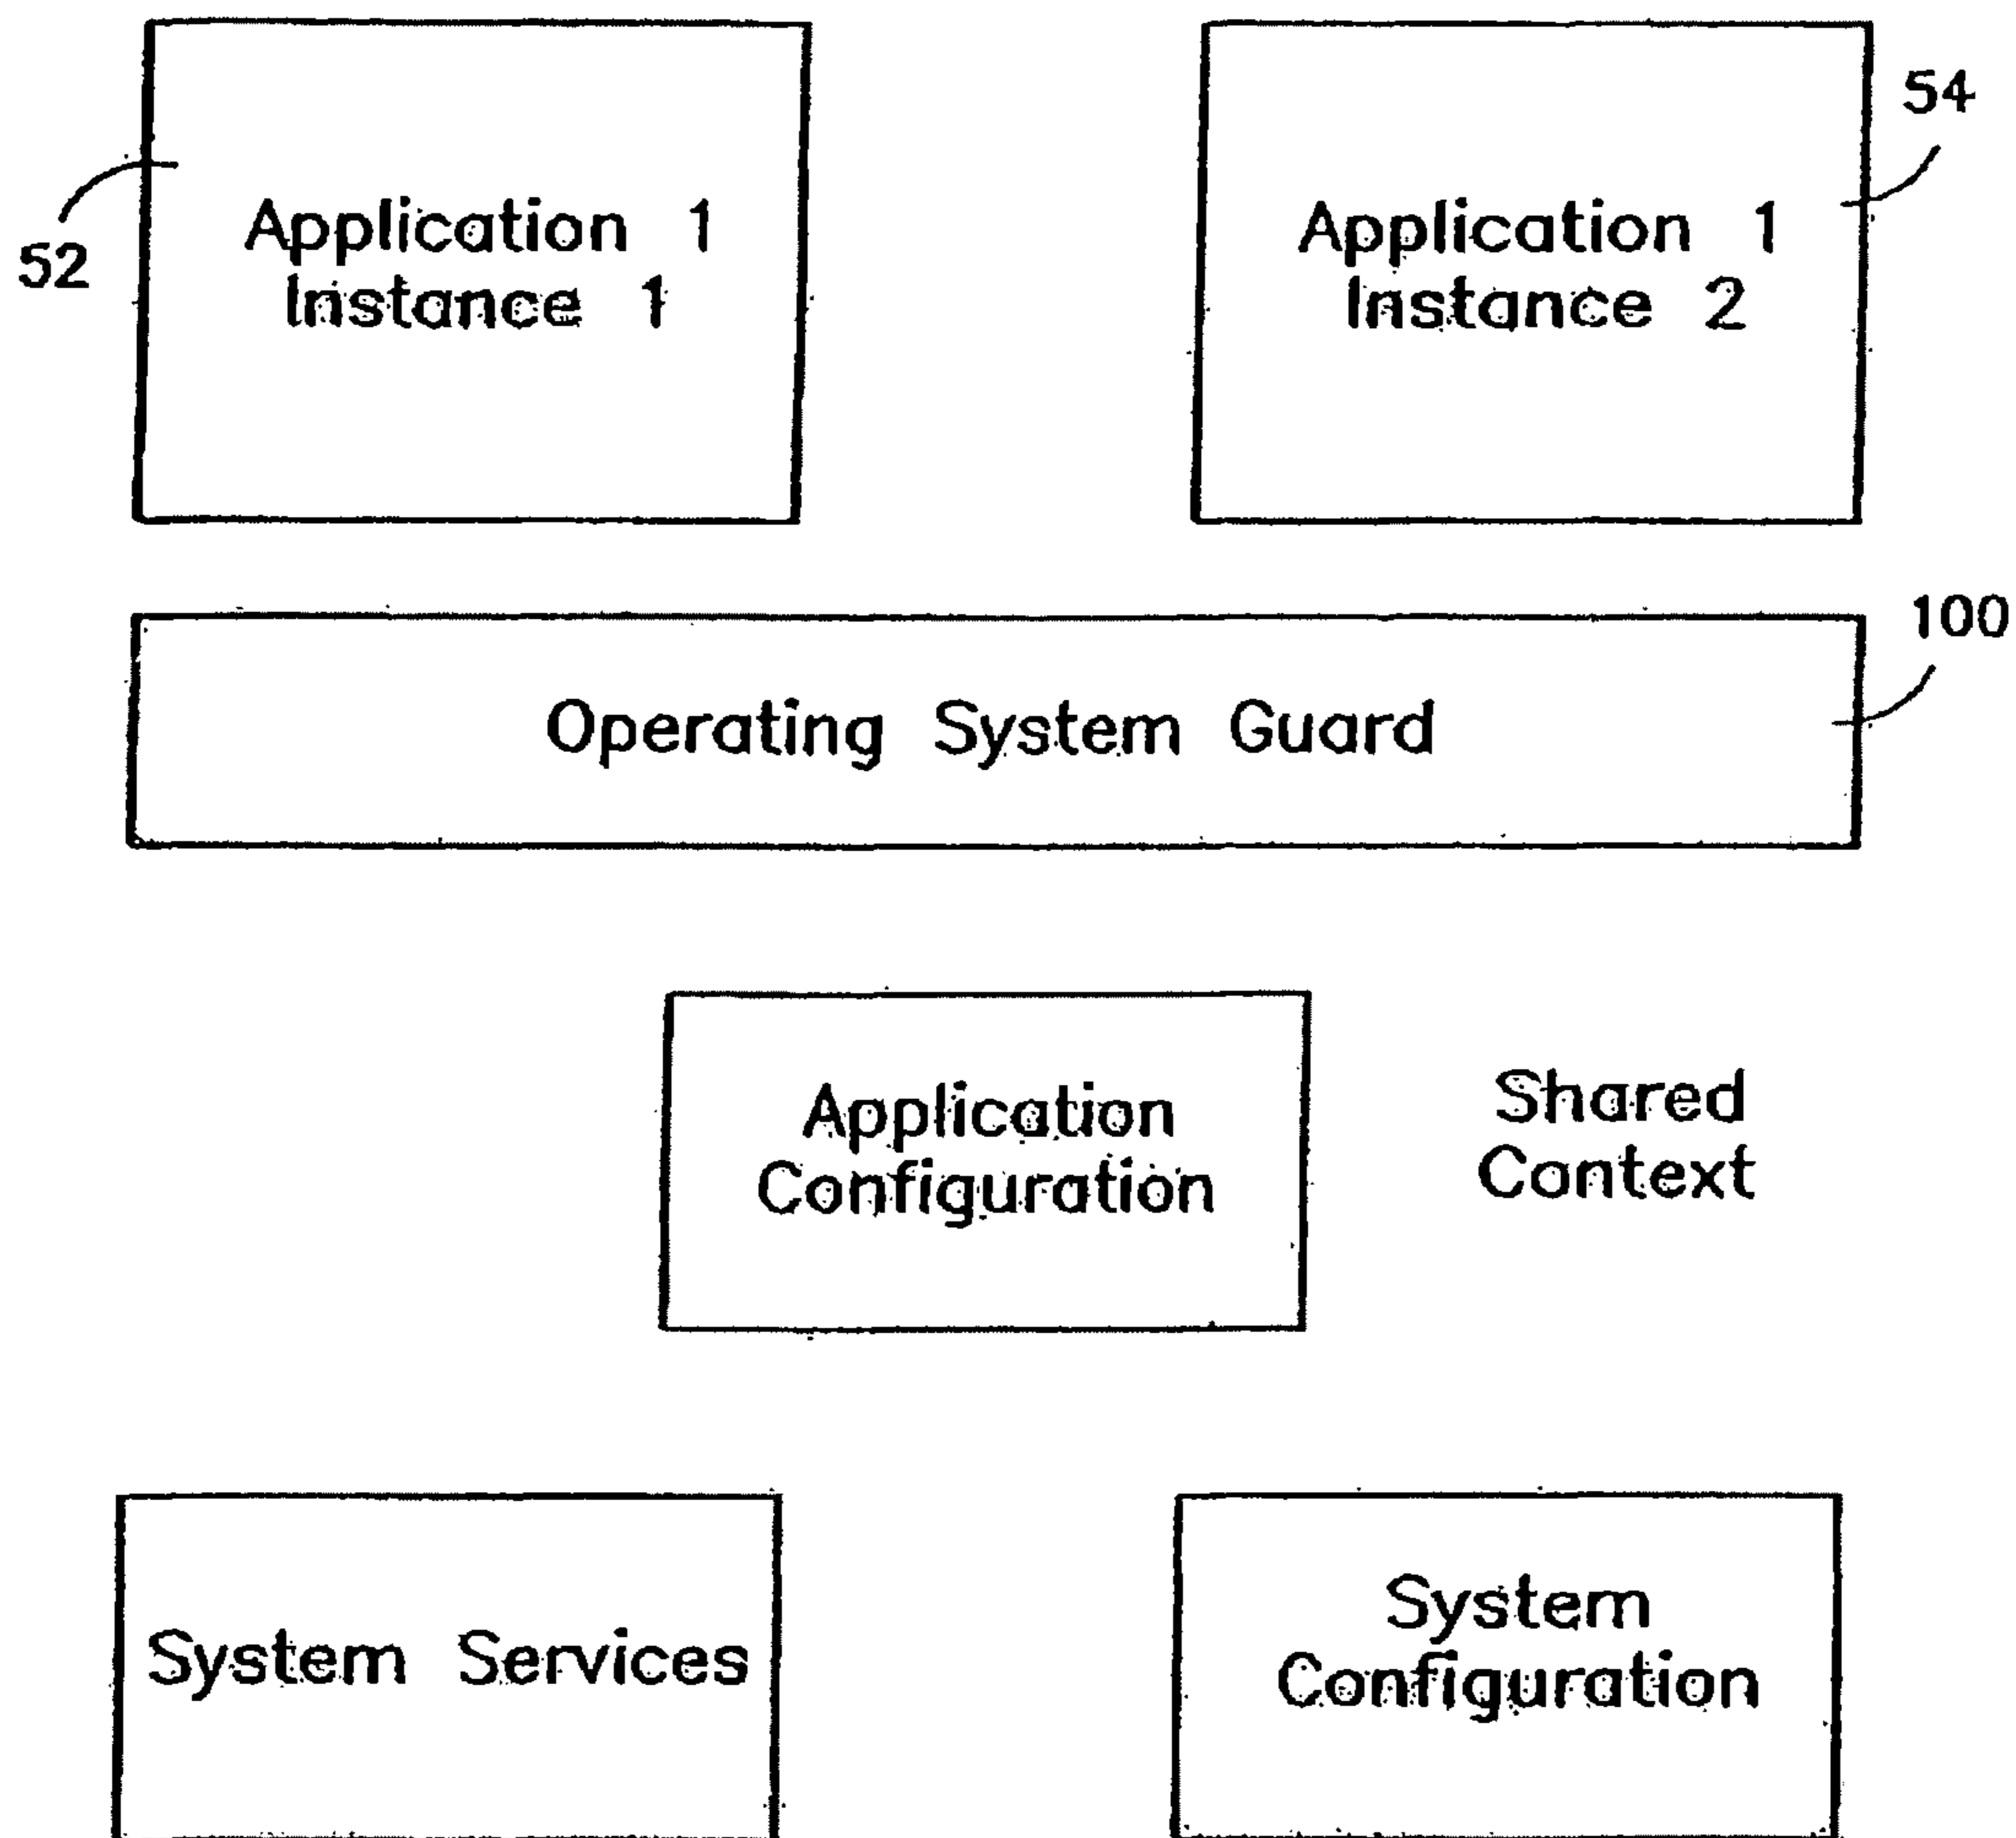 54
Application 1
Instance 1
52
Application 1
Instance 2
100
Operating System Guard
Application
Configuration
Shared
Context
System Services
System
Configuration